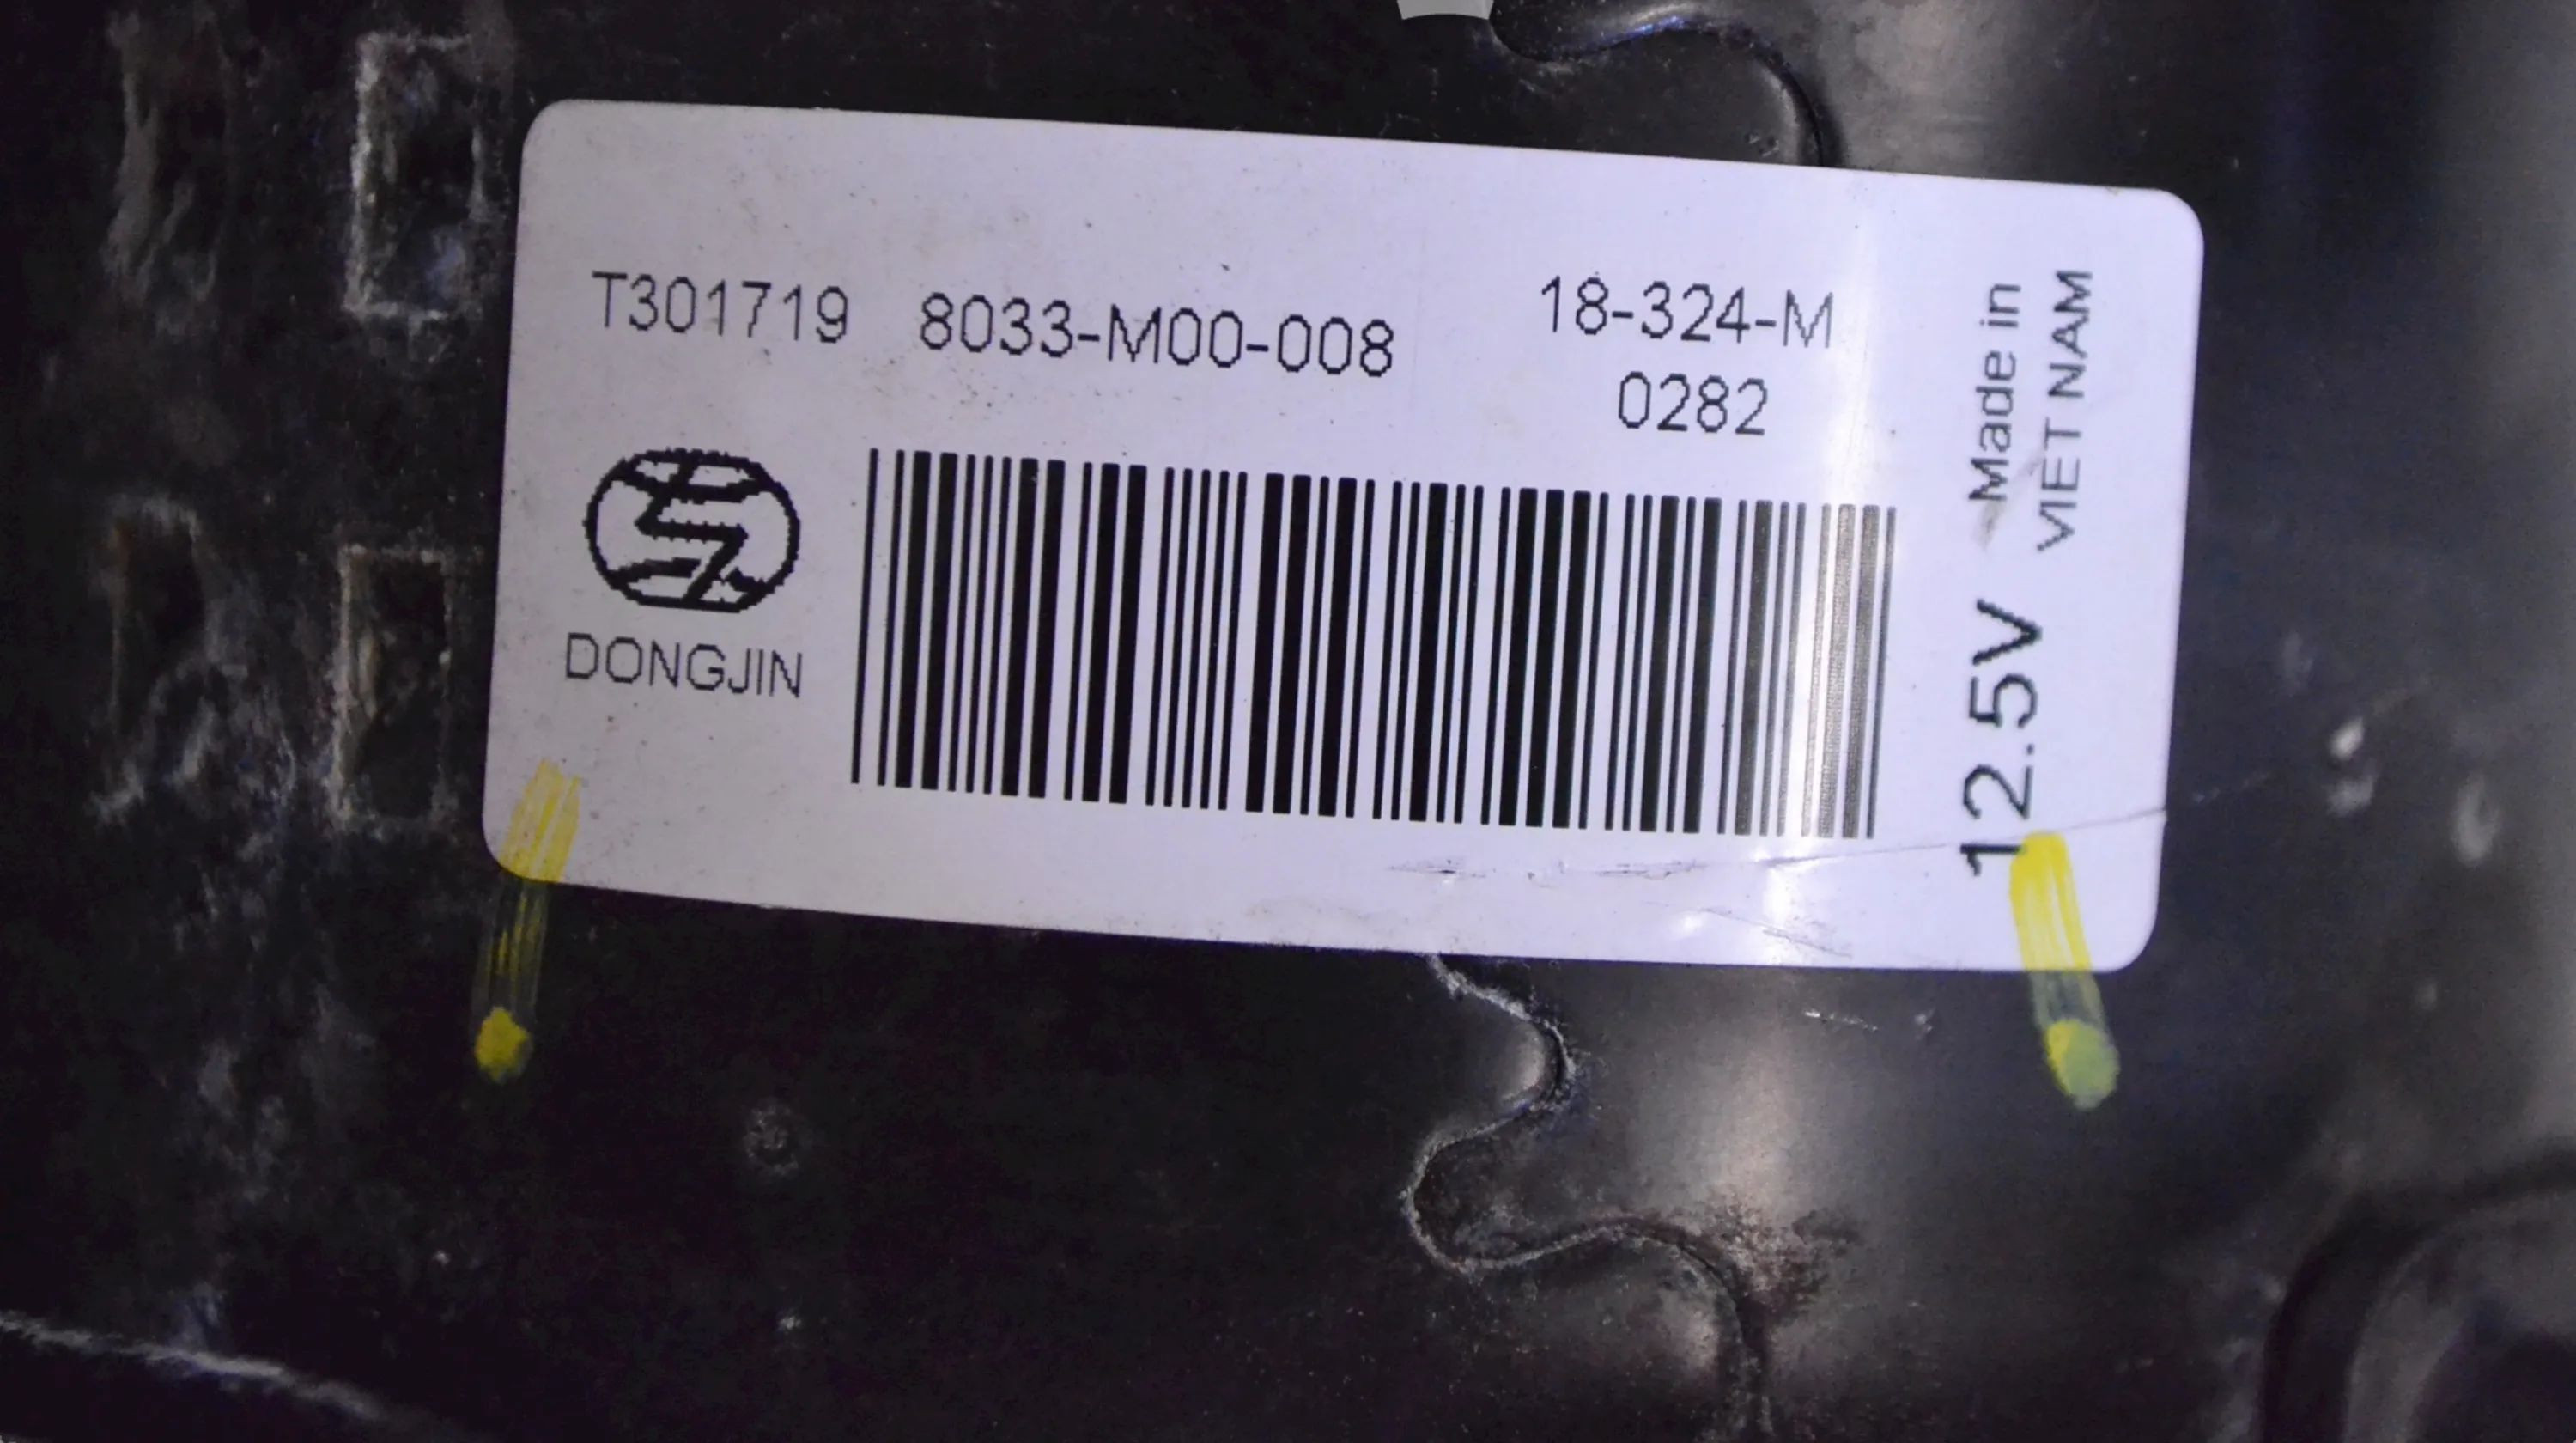 T301719 8033-M00-008 18-324-M
0282
DONGJIN
Made in
VIET NAM
12.5V